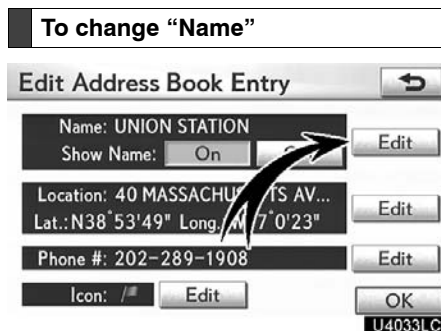 To change “Name”
Edit Address Book Entry
Name: UNION STATION
Edit
Show Name: On
Location: 40 MASSACHU TS AV...
Lat.:N38°53'49" Long. 7°0'23"
Edit
Phone #: 202-289-1908
Edit
Icon: Edit
OK
U4033LC